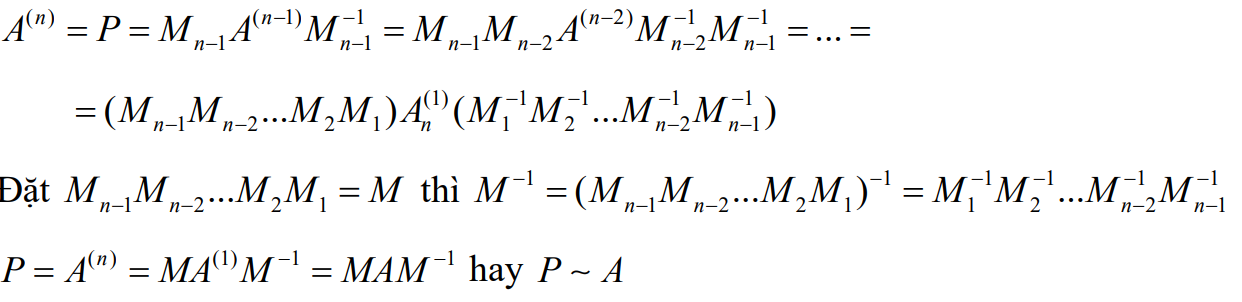 A^{(n)} = P = M_{n-1}A^{(n-1)}M_{n-1}^{-1} = M_{n-1}M_{n-2}A^{(n-2)}M_{n-2}^{-1}M_{n-1}^{-1} = ... =
= (M_{n-1}M_{n-2}...M_2M_1)A_n^{(1)}(M_1^{-1}M_2^{-1}...M_{n-2}^{-1}M_{n-1}^{-1})
Đặt M_{n-1}M_{n-2}...M_2M_1 = M thì M^{-1} = (M_{n-1}M_{n-2}...M_2M_1)^{-1} = M_1^{-1}M_2^{-1}...M_{n-2}^{-1}M_{n-1}^{-1}
P = A^{(n)} = MA^{(1)}M^{-1} = MAM^{-1} hay P ~ A